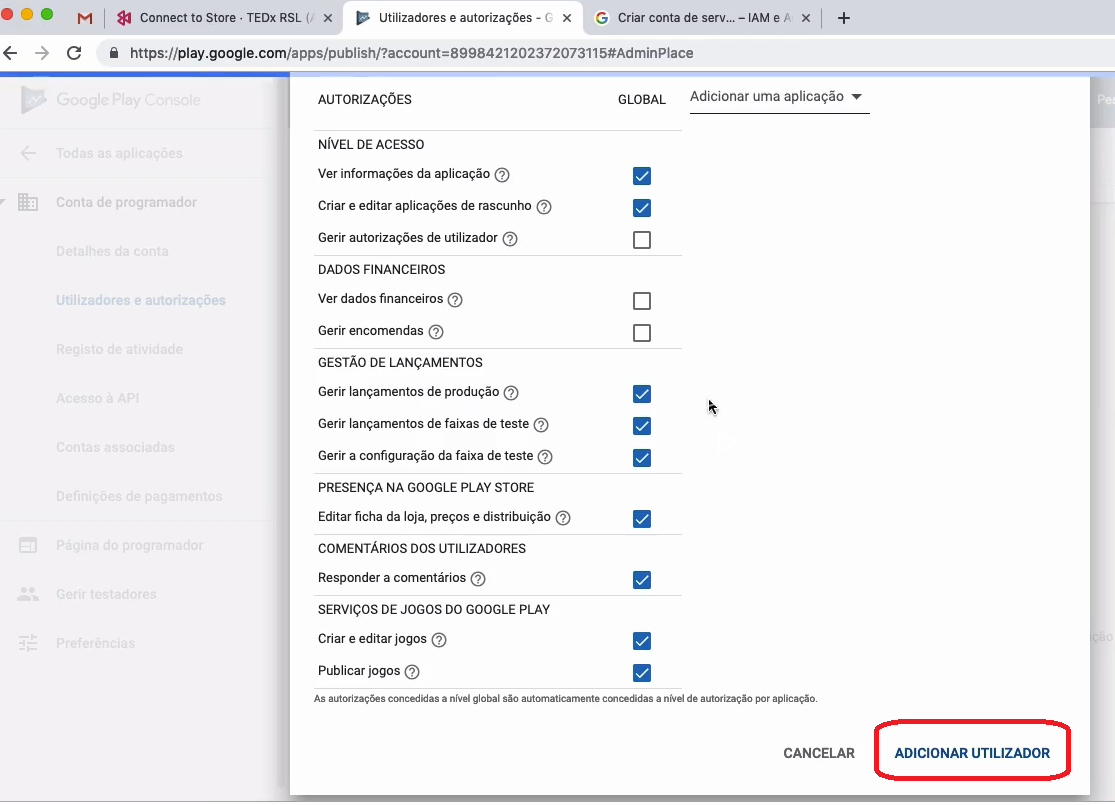 Connect to Store · TEDx RSL (
Utilizadores e autorizações - G
Criar conta de serv… – IAM e A
https://play.google.com/apps/publish/?account=8998421202372073115#AdminPlace
Google Play Console
Todas as aplicações
Conta de programador
Detalhes da conta
Utilizadores e autorizações
Registo de atividade
Acesso à API
Contas associadas
Definições de pagamentos
Página do programador
Gerir testadores
Preferências
AUTORIZAÇÕES GLOBAL Adicionar uma aplicação
NÍVEL DE ACESSO
Ver informações da aplicação
Criar e editar aplicações de rascunho
Gerir autorizações de utilizador
DADOS FINANCEIROS
Ver dados financeiros
Gerir encomendas
GESTÃO DE LANÇAMENTOS
Gerir lançamentos de produção
Gerir lançamentos de faixas de teste
Gerir a configuração da faixa de teste
PRESENÇA NA GOOGLE PLAY STORE
Editar ficha da loja, preços e distribuição
COMENTÁRIOS DOS UTILIZADORES
Responder a comentários
SERVIÇOS DE JOGOS DO GOOGLE PLAY
Criar e editar jogos
Publicar jogos
As autorizações concedidas a nível global são automaticamente concedidas a nível de autorização por aplicação.
CANCELAR ADICIONAR UTILIZADOR